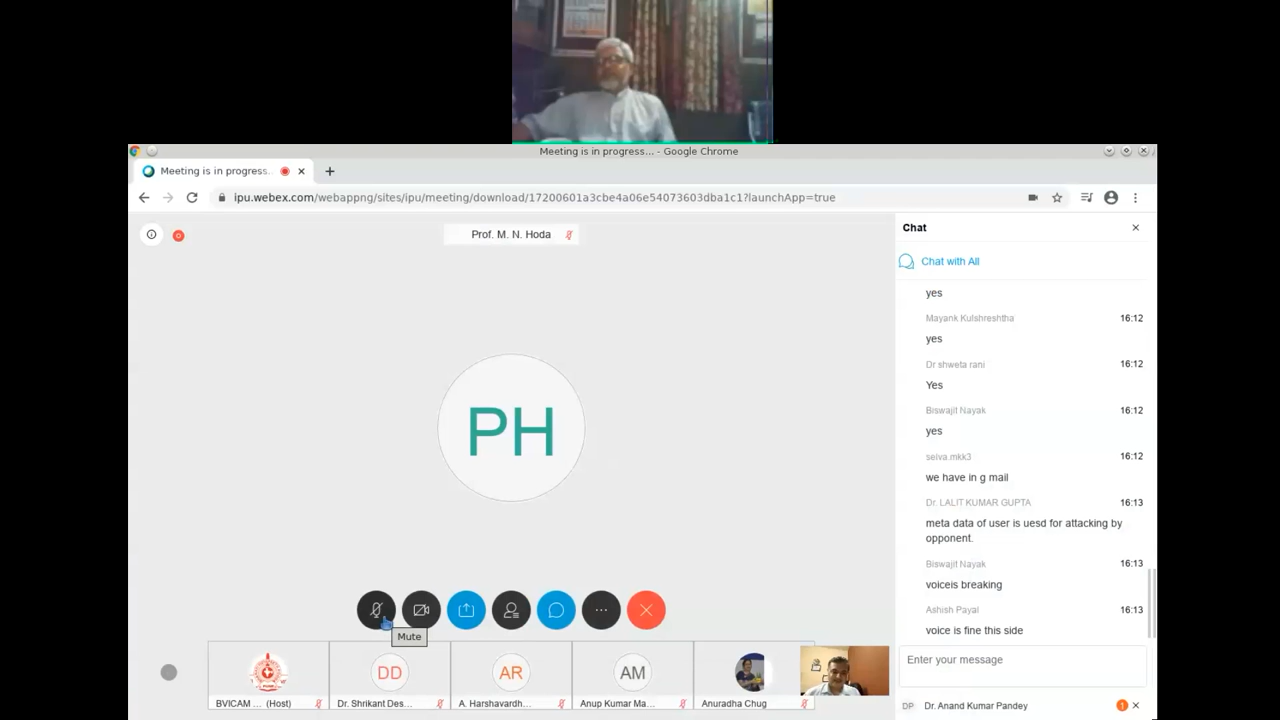 Meeting is in progress... - Google Chrome
Meeting is in progress..
ipu.webex.com/webappng/sites/ipu/meeting/download/17200601a3cbe4a06e54073603dba1c1?launchApp=true
Prof. M. N. Hoda
PH
Mute
BVICAM ... (Host)
DD
Dr. Shrikant Des...
AR
A. Harshavardh...
AM
Anup Kumar Ma...
Anuradha Chug
Chat
Chat with All
yes
Mayank Kulshreshtha 16:12
yes
Dr shweta rani 16:12
Yes
Biswajit Nayak 16:12
yes
selva.mkk3 16:12
we have in g mail
Dr. LALIT KUMAR GUPTA 16:13
meta data of user is uesd for attacking by
opponent.
Biswajit Nayak 16:13
voiceis breaking
Ashish Payal 16:13
voice is fine this side
Enter your message
DP Dr. Anand Kumar Pandey 1